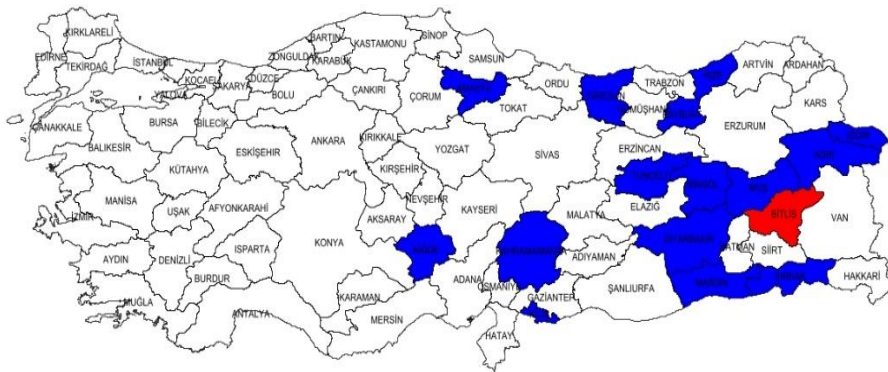 KIRKLARELİ
EDİRNE
TEKİRDAĞ
İSTANBUL
KOCAEL
YALOVA
SAKARYA
DÜZCE
ZONGULDAK
BARTIN
KARABÜK
KASTAMONU
SİNOP
SAMSUN
ORDU
TRABZON
ARTVİN
ARDAHAN
KARS
ÇANAKKALE
BALIKESİR
BURSA
BİLECİK
BOLU
ÇANKIRI
ÇORUM
TOKAT
ERZURUM
ERZİNCAN
ESKİŞEHİR
ANKARA
KIRIKKALE
YOZGAT
SİVAS
KÜTAHYA
KIRŞEHİR
MANİSA
UŞAK
AFYONKARAHİ
NEVŞEHİR
KAYSERİ
MALATYA
ELAZIĞ
BİTLİS
VAN
İZMİR
AKSARAY
KONYA
ISPARTA
AYDIN
DENİZLİ
BURDUR
ADIYAMAN
SİİRT
HAKKARİ
MUĞLA
ANTALYA
KARAMAN
MERSİN
ADANA
OSMANİYE
GAZİANTEP
ŞANLIURFA
HATAY